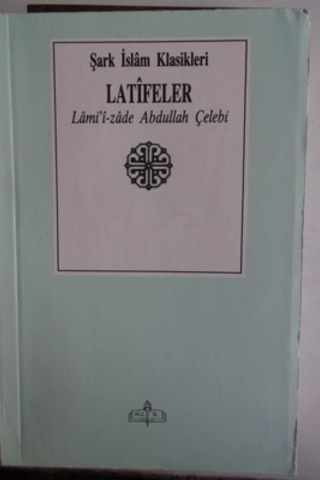 Şark İslâm Klasikleri
LATÎFELER
Lâmi'î-zâde Abdullah Çelebi